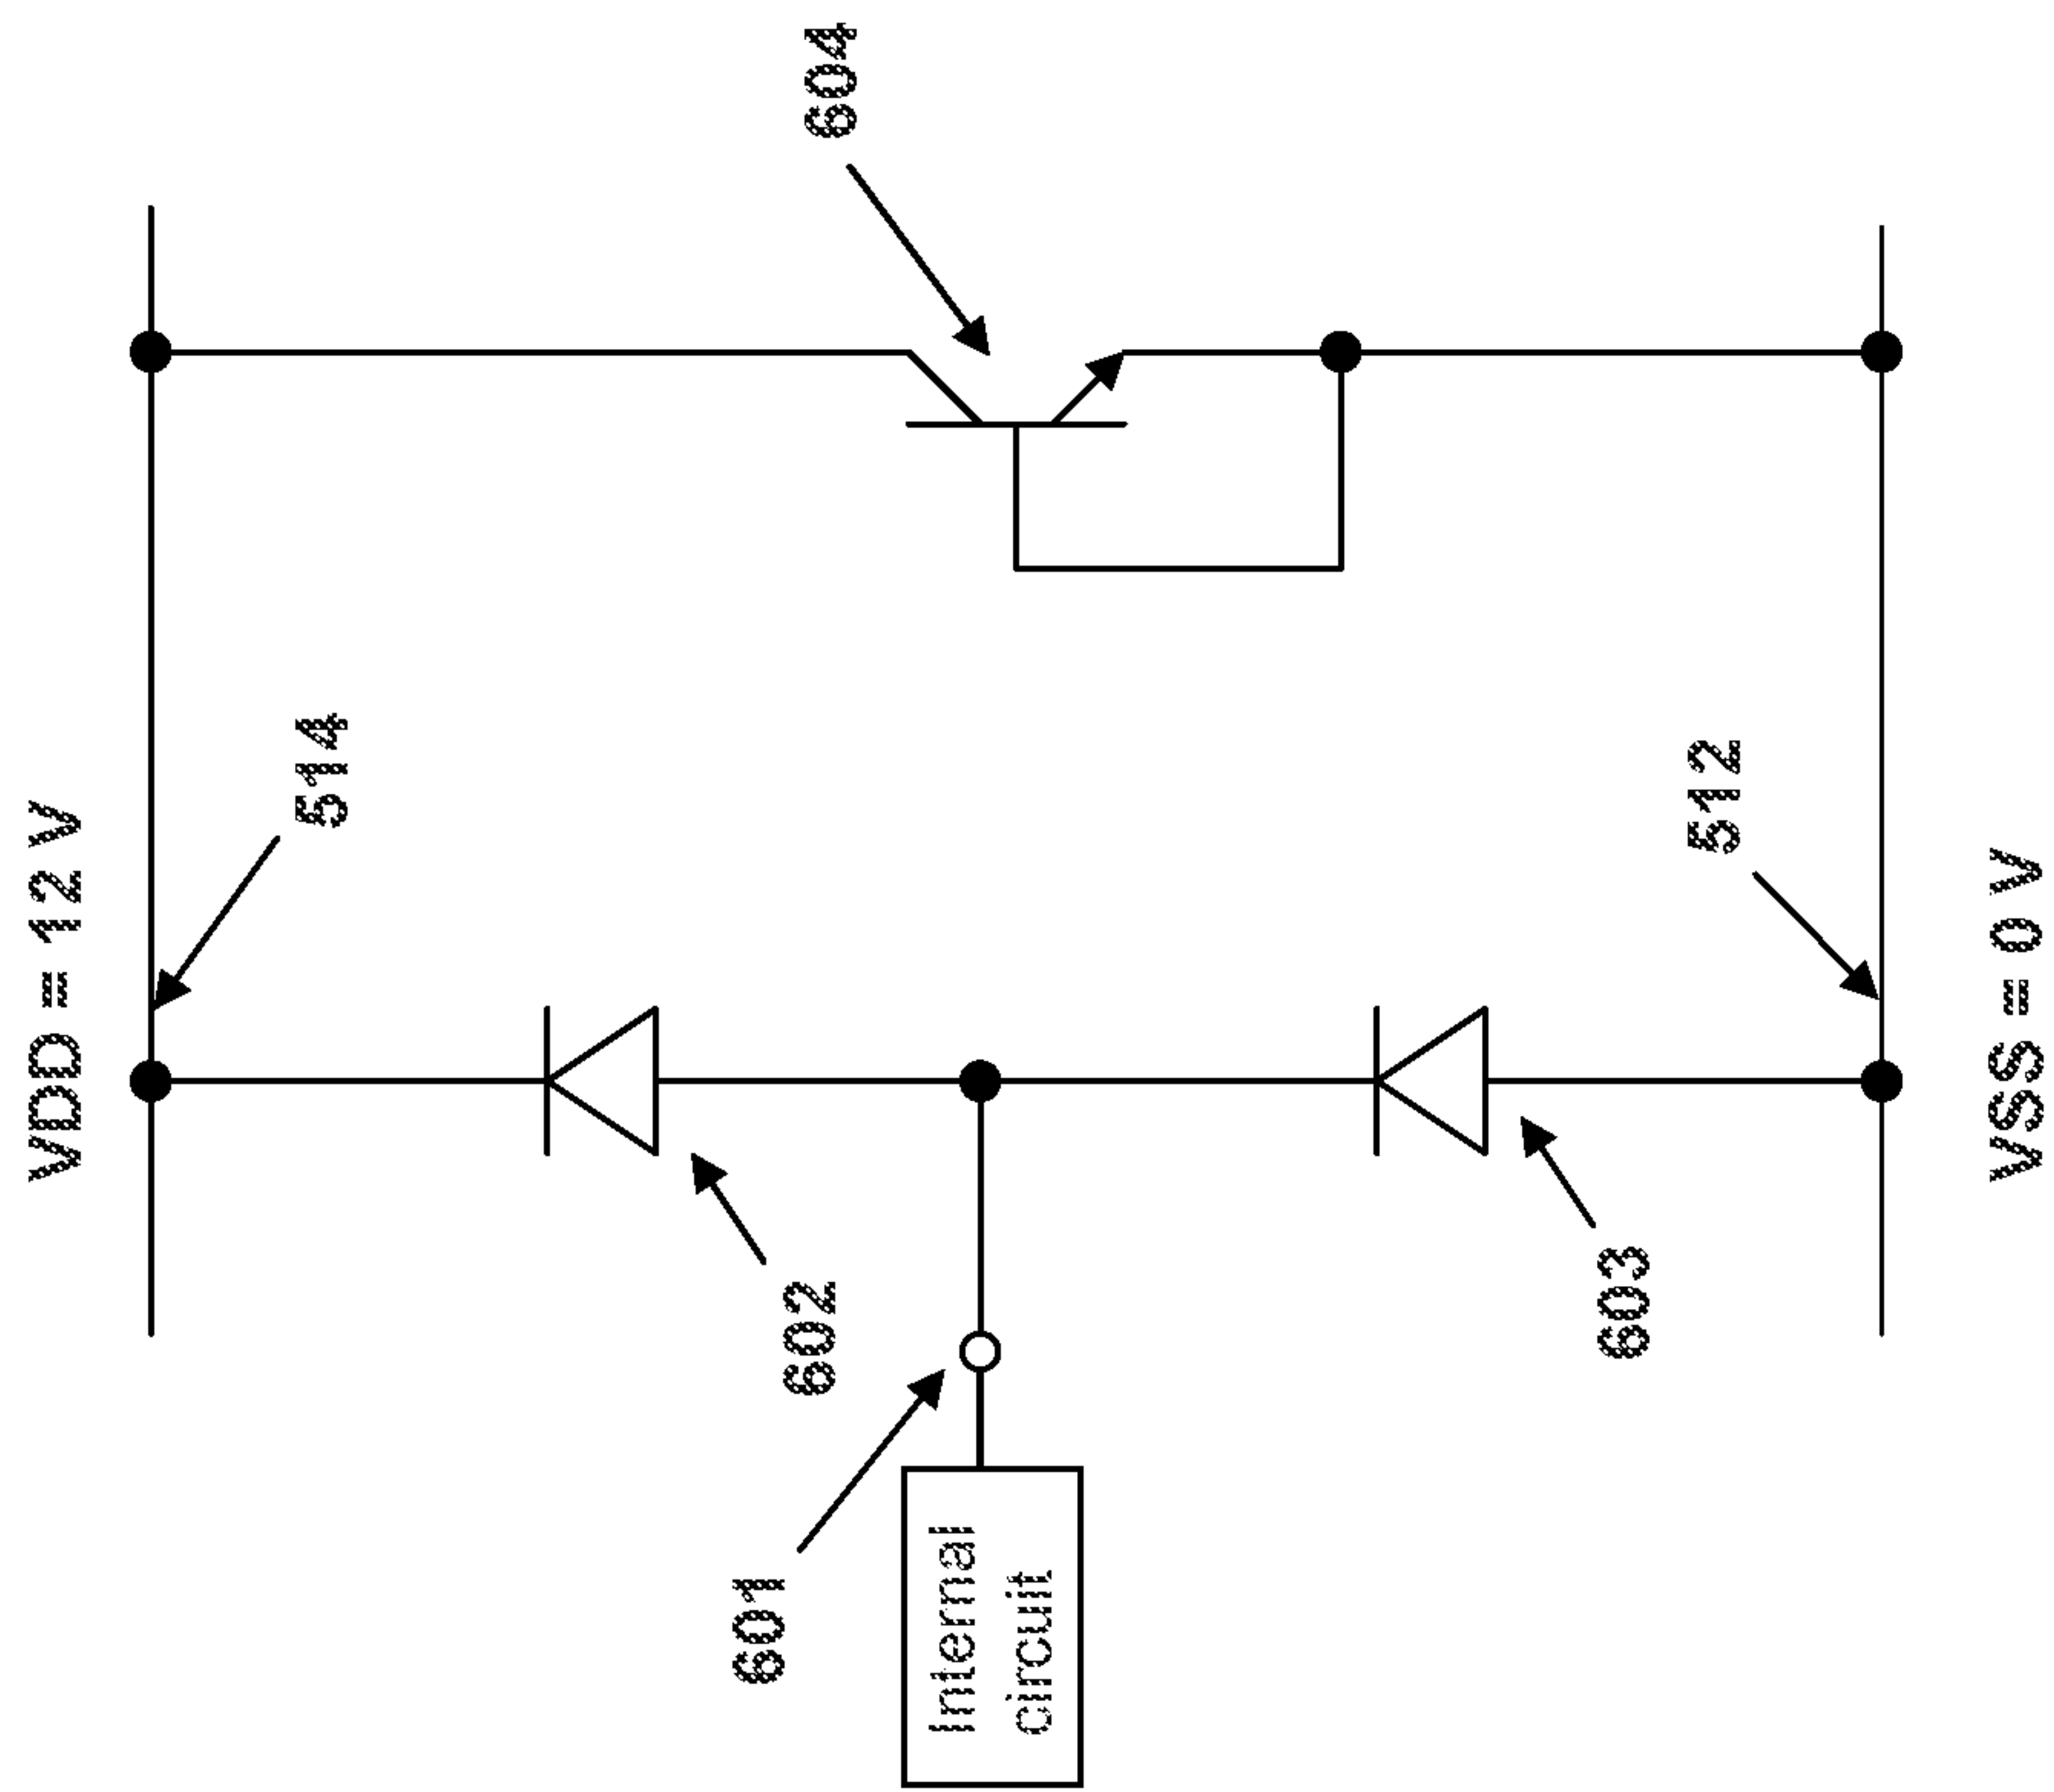 VDD = 12 V
514
604
602
601
Internal
circuit
603
512
VSS = 0 V